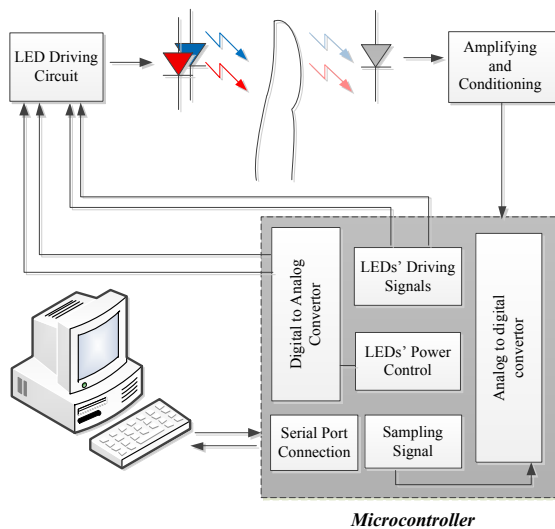 LED Driving
Circuit
Amplifying
and
Conditioning
Digital to Analog
Convertor
LEDs' Driving
Signals
Analog to digital
convertor
LEDs' Power
Control
Serial Port
Connection
Sampling
Signal
Microcontroller